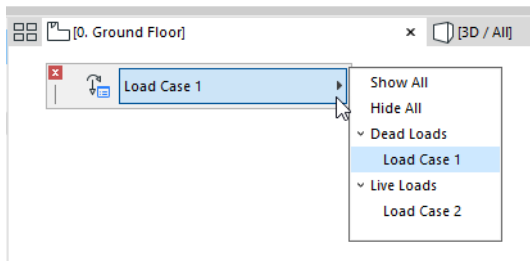 [0. Ground Floor]
[3D / All]
Load Case 1
Show All
Hide All
Dead Loads
Load Case 1
Live Loads
Load Case 2